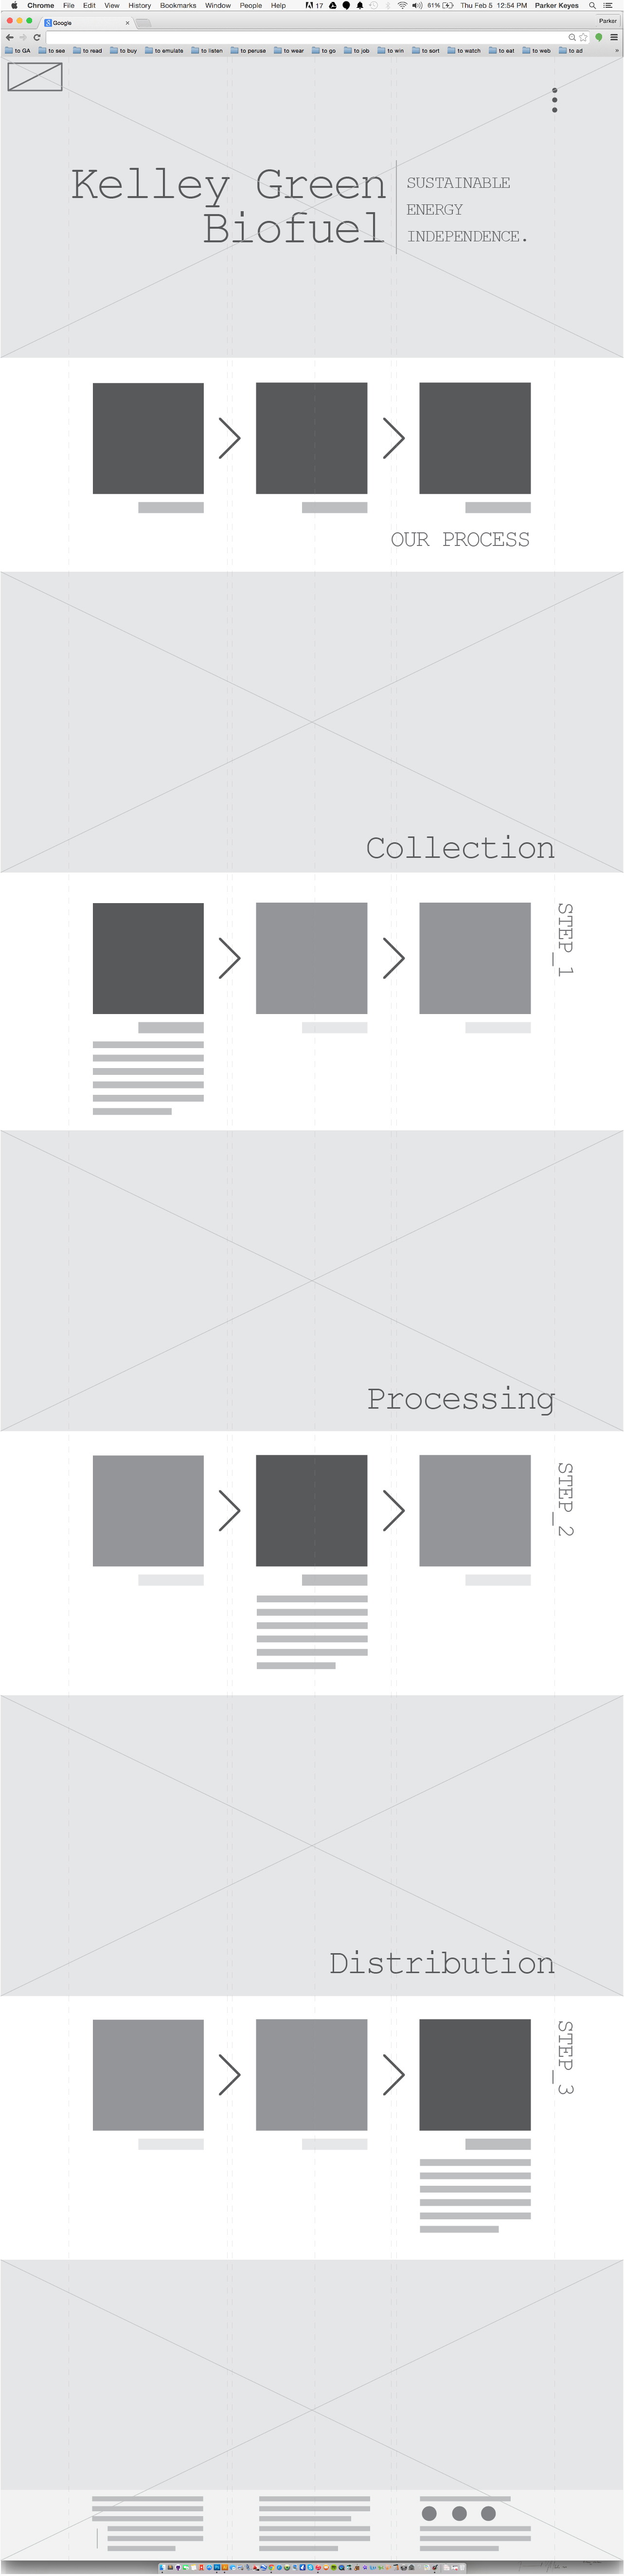 Chrome File Edit View History Bookmarks Window People Help 17 61% Thu Feb 5 12:54 PM Parker Keyes
Google Parker
to GA to see to read to buy to emulate to listen to peruse to wear to go to job to win to sort to watch to eat to web to ad »
Kelley Green
Biofuel
SUSTAINABLE
ENERGY
INDEPENDENCE.
OUR PROCESS
Collection
STEP_1
Processing
STEP_2
Distribution
STEP_3